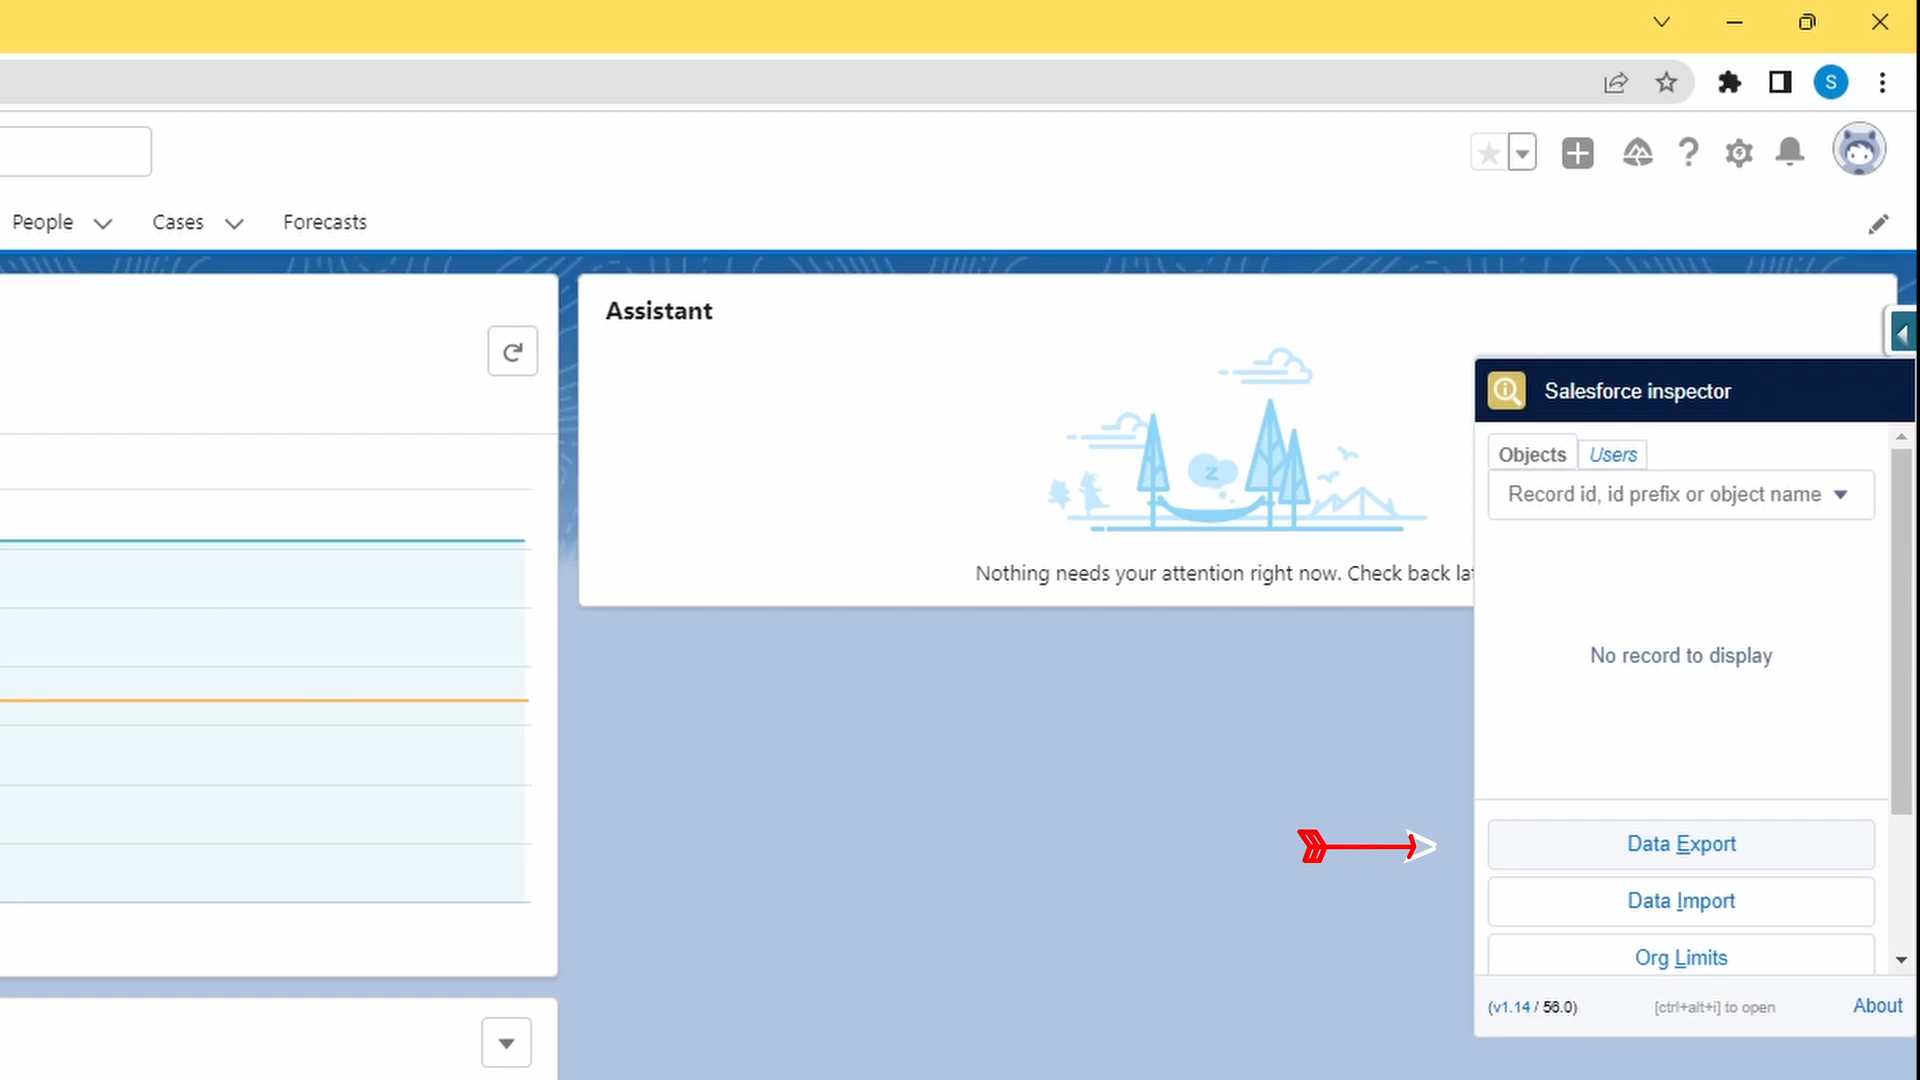 S
People
Cases
Forecasts
Assistant
z
Nothing needs your attention right now. Check back la
Salesforce inspector
Objects
Users
Record id, id prefix or object name
No record to display
Data Export
Data Import
Org Limits
(v1.14 / 56.0)
[ctrl+alt+i] to open
About